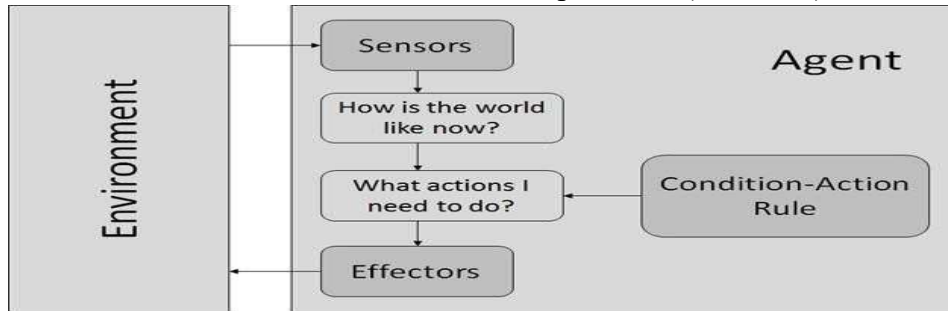 Environment
Sensors
Agent
How is the world
like now?
What actions I
need to do?
Condition-Action
Rule
Effectors